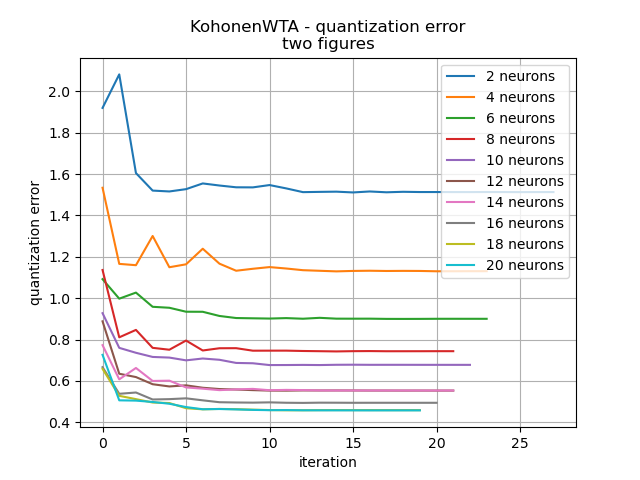 KohonenWTA - quantization error
two figures
quantization error
2.0
1.8
1.6
1.4
1.2
1.0
0.8
0.6
0.4
2 neurons
4 neurons
6 neurons
8 neurons
10 neurons
12 neurons
14 neurons
16 neurons
18 neurons
20 neurons
0 5 10 15 20 25
iteration